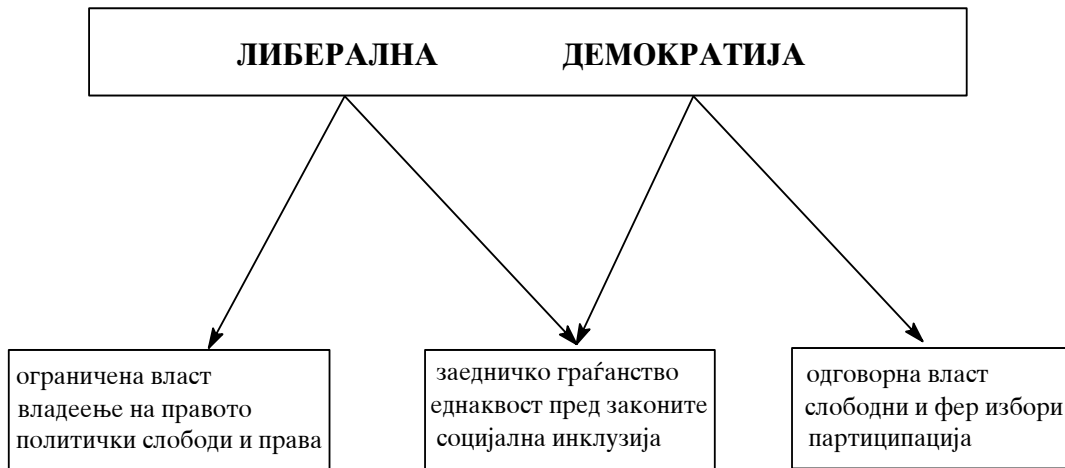 ЛИБЕРАЛНА ДЕМОКРАТИЈА
ограничена власт
владеење на правото
политички слободи и права
заедничко граѓанство
еднаквост пред законите
социјална инклузија
одговорна власт
слободни и фер избори
партиципација